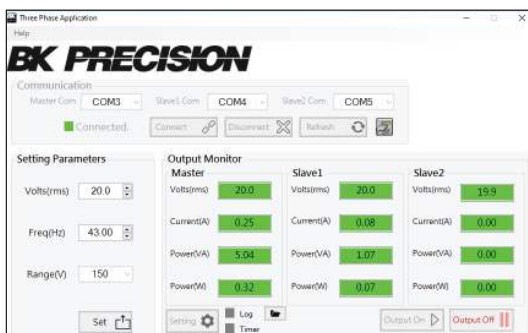 Three Phase Application
Help
BK PRECISION
Communication
Master Com COM3 Slave1 Com COM4 Slave2 Com COM5
Connected. Connect Disconnect Refresh
Setting Parameters
Volts(rms) 20.0
Freq(Hz) 43.00
Range(V) 150
Set
Output Monitor
Master Slave1 Slave2
Volts(rms) 20.0 Volts(rms) 20.0 Volts(rms) 19.9
Current(A) 0.25 Current(A) 0.08 Current(A) 0.00
Power(VA) 5.04 Power(VA) 1.07 Power(VA) 0.00
Power(W) 0.32 Power(W) 0.07 Power(W) 0.00
Setting Log Output On Output Off
Timer